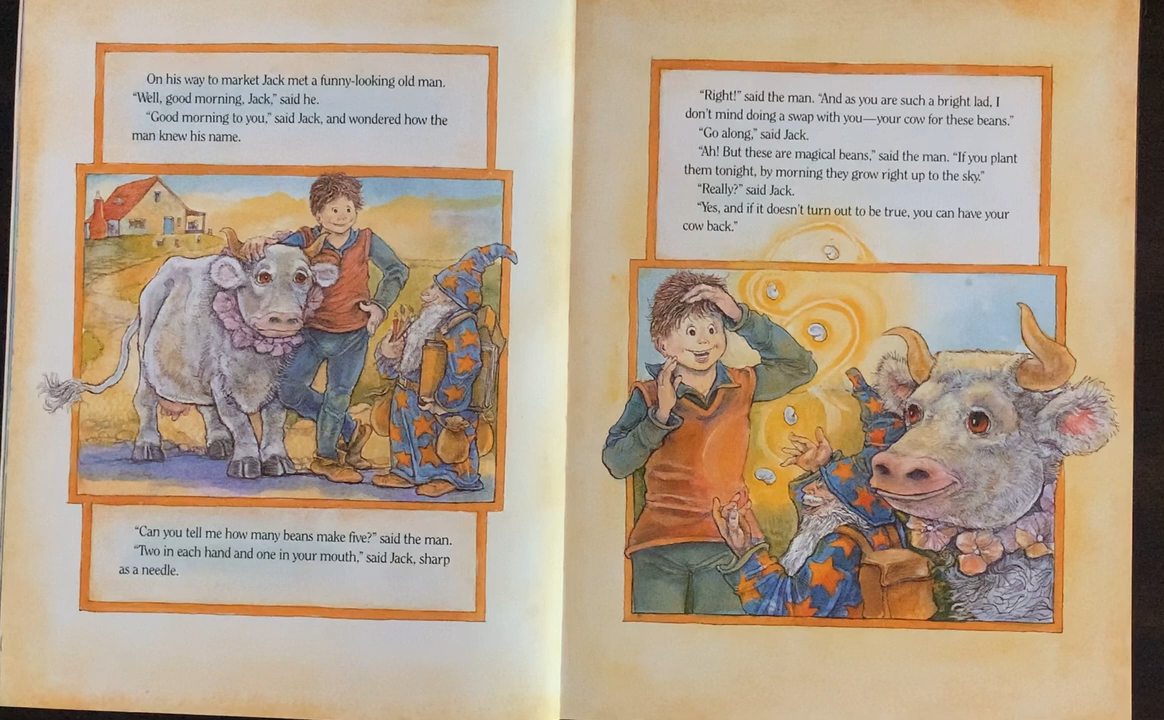 On his way to market Jack met a funny-looking old man.
“Well, good morning, Jack,” said he.
“Good morning to you,” said Jack, and wondered how the
man knew his name.
“Can you tell me how many beans make five?” said the man.
“Two in each hand and one in your mouth,” said Jack, sharp
as a needle.
“Right!” said the man. “And as you are such a bright lad, I
don’t mind doing a swap with you—your cow for these beans.”
“Go along,” said Jack.
“Ah! But these are magical beans,” said the man. “If you plant
them tonight, by morning they grow right up to the sky.”
“Really?” said Jack.
“Yes, and if it doesn’t turn out to be true, you can have your
cow back.”